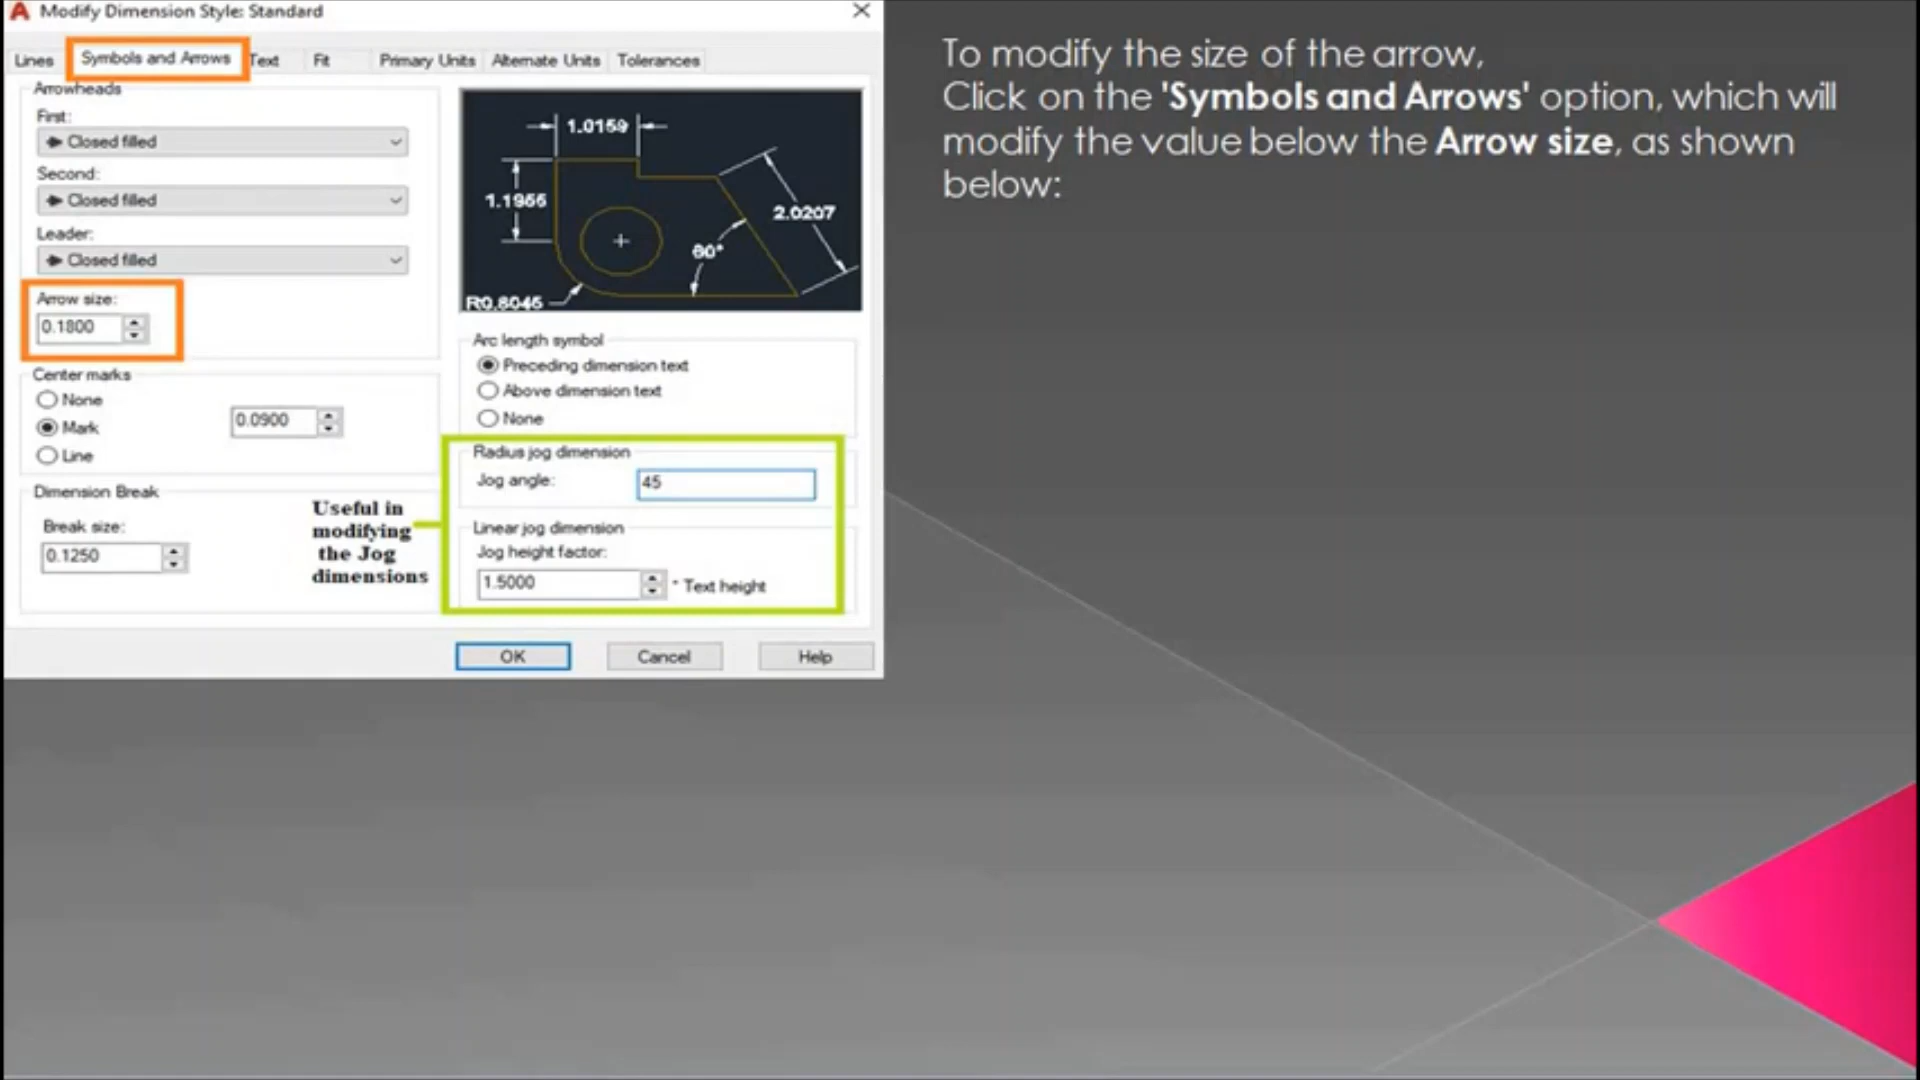 Modify Dimension Style: Standard
Lines Symbols and Arrows Text Fit Primary Units Alternate Units Tolerances
Arrowheads
First:
Closed filled
Second:
Closed filled
Leader:
Closed filled
Arrow size:
0.1800
Center marks
None
Mark
Line
0.0900
Dimension Break
Break size:
0.1250
Useful in
modifying
the Jog
dimensions
1.0159
1.1955
2.0207
60°
R0.8045
Arc length symbol
Preceding dimension text
Above dimension text
None
Radius jog dimension
Jog angle: 45
Linear jog dimension
Jog height factor:
1.5000 * Text height
OK Cancel Help
To modify the size of the arrow,
Click on the 'Symbols and Arrows' option, which will
modify the value below the Arrow size, as shown
below: